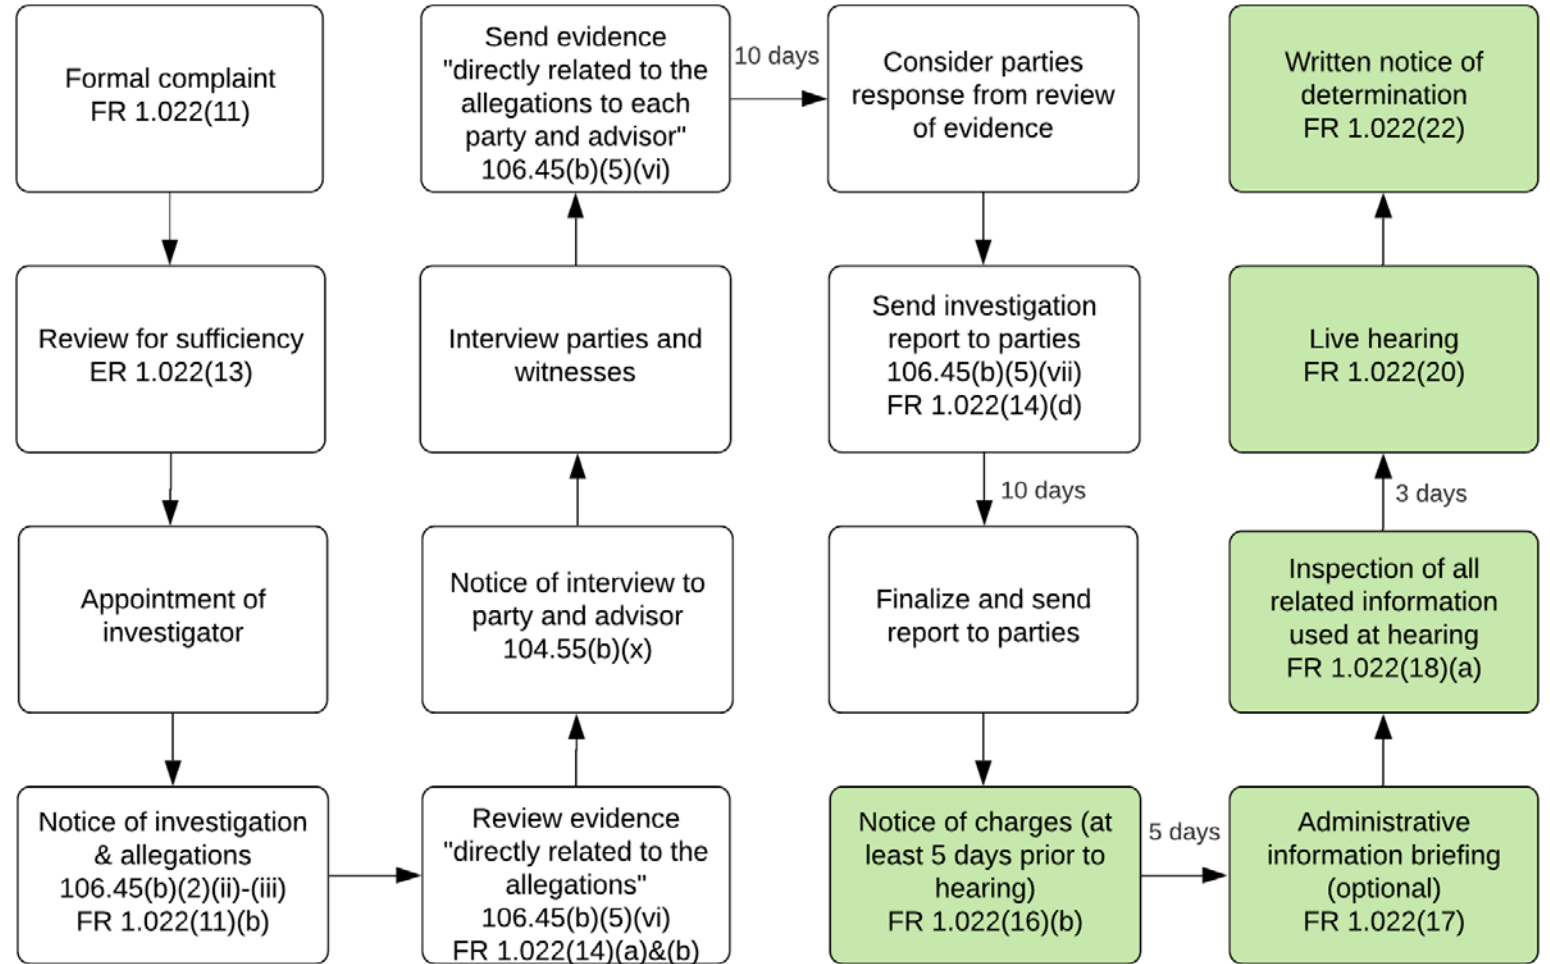 Formal complaint
FR 1.022(11)
Review for sufficiency
ER 1.022(13)
Appointment of
investigator
Notice of investigation
& allegations
106.45(b)(2)(ii)-(iii)
FR 1.022(11)(b)
Review evidence
"directly related to the
allegations"
106.45(b)(5)(vi)
FR 1.022(14)(a)&(b)
Notice of interview to
party and advisor
104.55(b)(x)
Interview parties and
witnesses
Send evidence
"directly related to the
allegations to each
party and advisor"
106.45(b)(5)(vi)
10 days
Consider parties
response from review
of evidence
Send investigation
report to parties
106.45(b)(5)(vii)
FR 1.022(14)(d)
10 days
Finalize and send
report to parties
Notice of charges (at
least 5 days prior to
hearing)
FR 1.022(16)(b)
5 days
Administrative
information briefing
(optional)
FR 1.022(17)
Inspection of all
related information
used at hearing
FR 1.022(18)(a)
3 days
Live hearing
FR 1.022(20)
Written notice of
determination
FR 1.022(22)